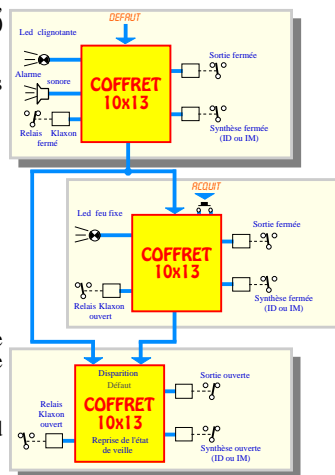 DEFAUT
Led clignotante
Sortie fermée
Alarme sonore
COFFRET
10x13
Relais Klaxon
fermé
Synthèse fermée
(ID ou IM)
ACQUIT
Led feu fixe
Sortie fermée
COFFRET
10x13
Relais Klaxon
ouvert
Synthèse fermée
(ID ou IM)
Disparition
Défaut
Sortie ouverte
COFFRET
10x13
Relais
Klaxon
ouvert
Reprise de l'état
de veille
Synthèse ouverte
(ID ou IM)